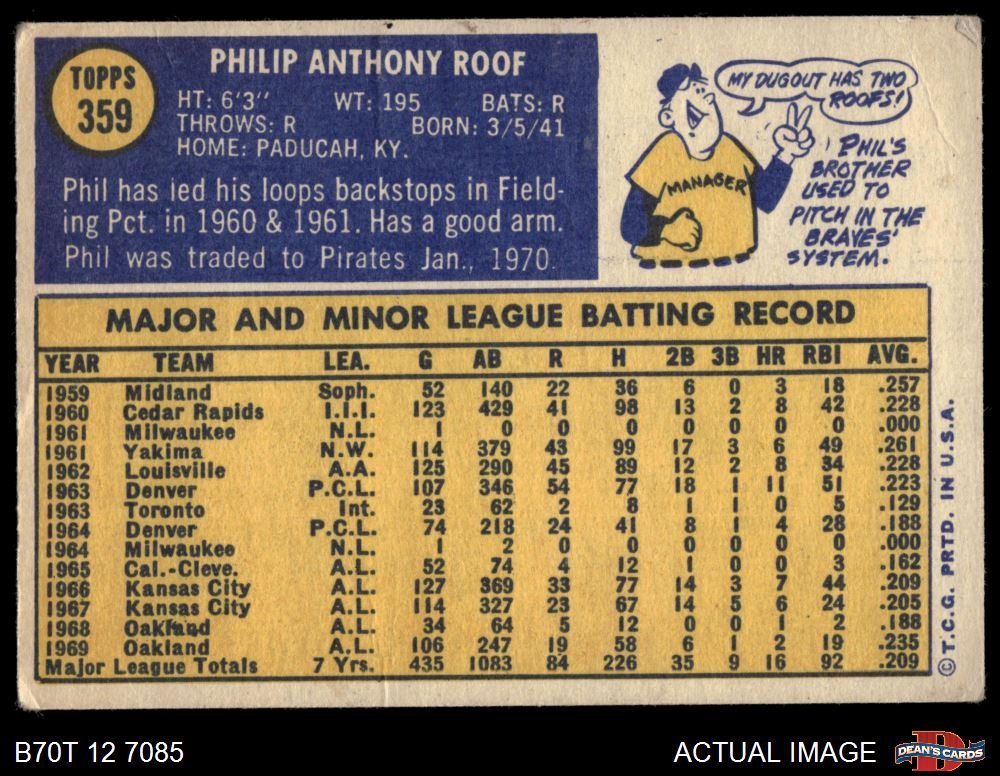 TOPPS
359
PHILIP ANTHONY ROOF
HT: 6'3" WT: 195 BATS: R
THROWS: R BORN: 3/5/41
HOME: PADUCAH, KY.
Phil has led his loops backstops in Field-
ing Pct. in 1960 & 1961. Has a good arm.
Phil was traded to Pirates Jan., 1970.
MY DUGOUT HAS TWO
ROOFS!
MANAGER
PHIL'S
BROTHER
USED TO
PITCH IN THE
BRAVES'
SYSTEM.
MAJOR AND MINOR LEAGUE BATTING RECORD
YEAR TEAM LEA. G AB R H 2B 3B HR RBI AVG.
1959 Midland Soph. 52 140 22 36 6 0 3 18 .257
1960 Cedar Rapids I.I.I. 123 429 41 98 13 2 8 42 .228
1961 Milwaukee N.L. 1 0 0 0 0 0 0 0 .000
1961 Yakima N.W. 114 379 43 99 17 3 6 49 .261
1962 Louisville A.A. 125 290 45 89 12 2 8 34 .228
1963 Denver P.C.L. 107 346 54 77 18 1 11 51 .223
1963 Toronto Int. 23 62 2 8 1 1 0 5 .129
1964 Denver P.C.L. 74 218 24 41 8 1 4 28 .188
1964 Milwaukee N.L. 1 2 0 0 0 0 0 0 .000
1965 Cal.-Cleve. A.L. 52 74 4 12 1 0 0 3 .162
1966 Kansas City A.L. 127 369 33 77 14 3 7 44 .209
1967 Kansas City A.L. 114 327 23 67 14 5 6 24 .205
1968 Oakland A.L. 34 64 5 12 0 0 1 2 .188
1969 Oakland A.L. 106 247 19 58 6 1 2 19 .235
Major League Totals 7 Yrs. 435 1083 84 226 35 9 16 92 .209
© T.C.G. PRTD. IN U.S.A.
B70T 12 7085
ACTUAL IMAGE
DEAN'S CARDS